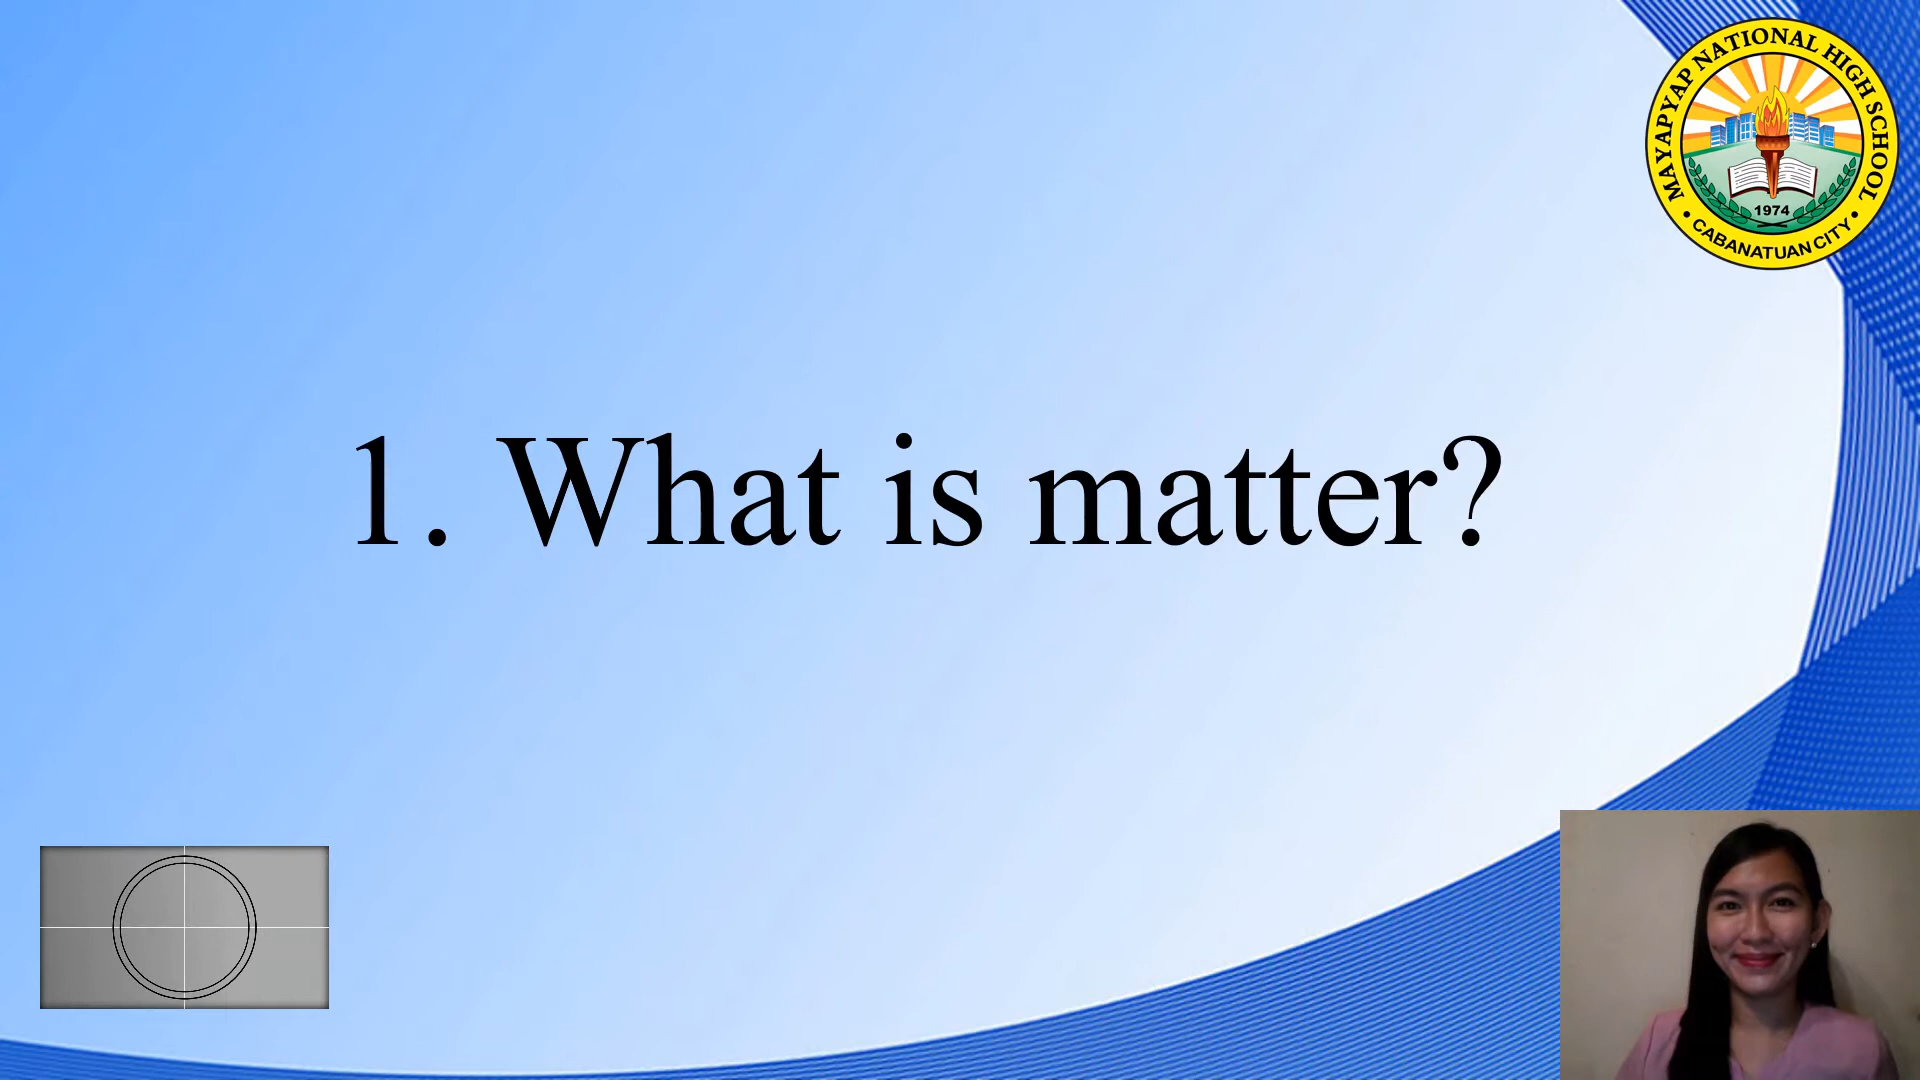 MAYAPYAP NATIONAL HIGH SCHOOL
1974
• CABANATUAN CITY •
1. What is matter?